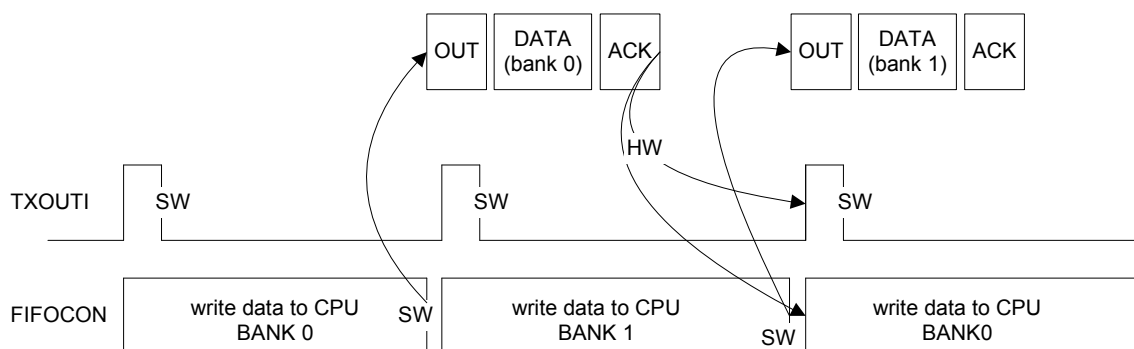 OUT
DATA
(bank 0)
ACK
OUT
DATA
(bank 1)
ACK
HW
TXOUTI
SW
SW
SW
FIFOCON
write data to CPU
BANK 0
SW
write data to CPU
BANK 1
SW
write data to CPU
BANK0